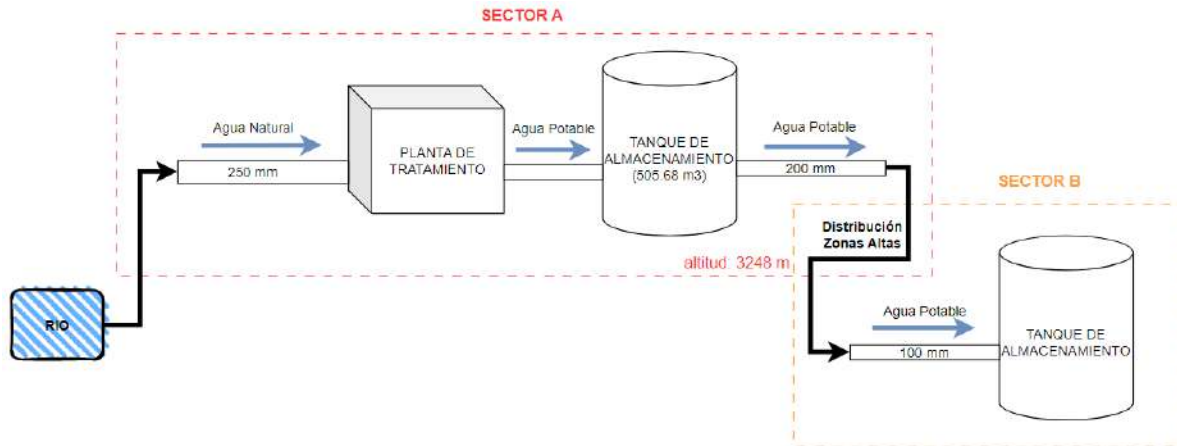 SECTOR A
Agua Natural
250 mm
PLANTA DE
TRATAMIENTO
Agua Potable
TANQUE DE
ALMACENAMIENTO
(505.68 m3)
Agua Potable
200 mm
altitud: 3248 m
RIO
SECTOR B
Distribución
Zonas Altas
Agua Potable
100 mm
TANQUE DE
ALMACENAMIENTO